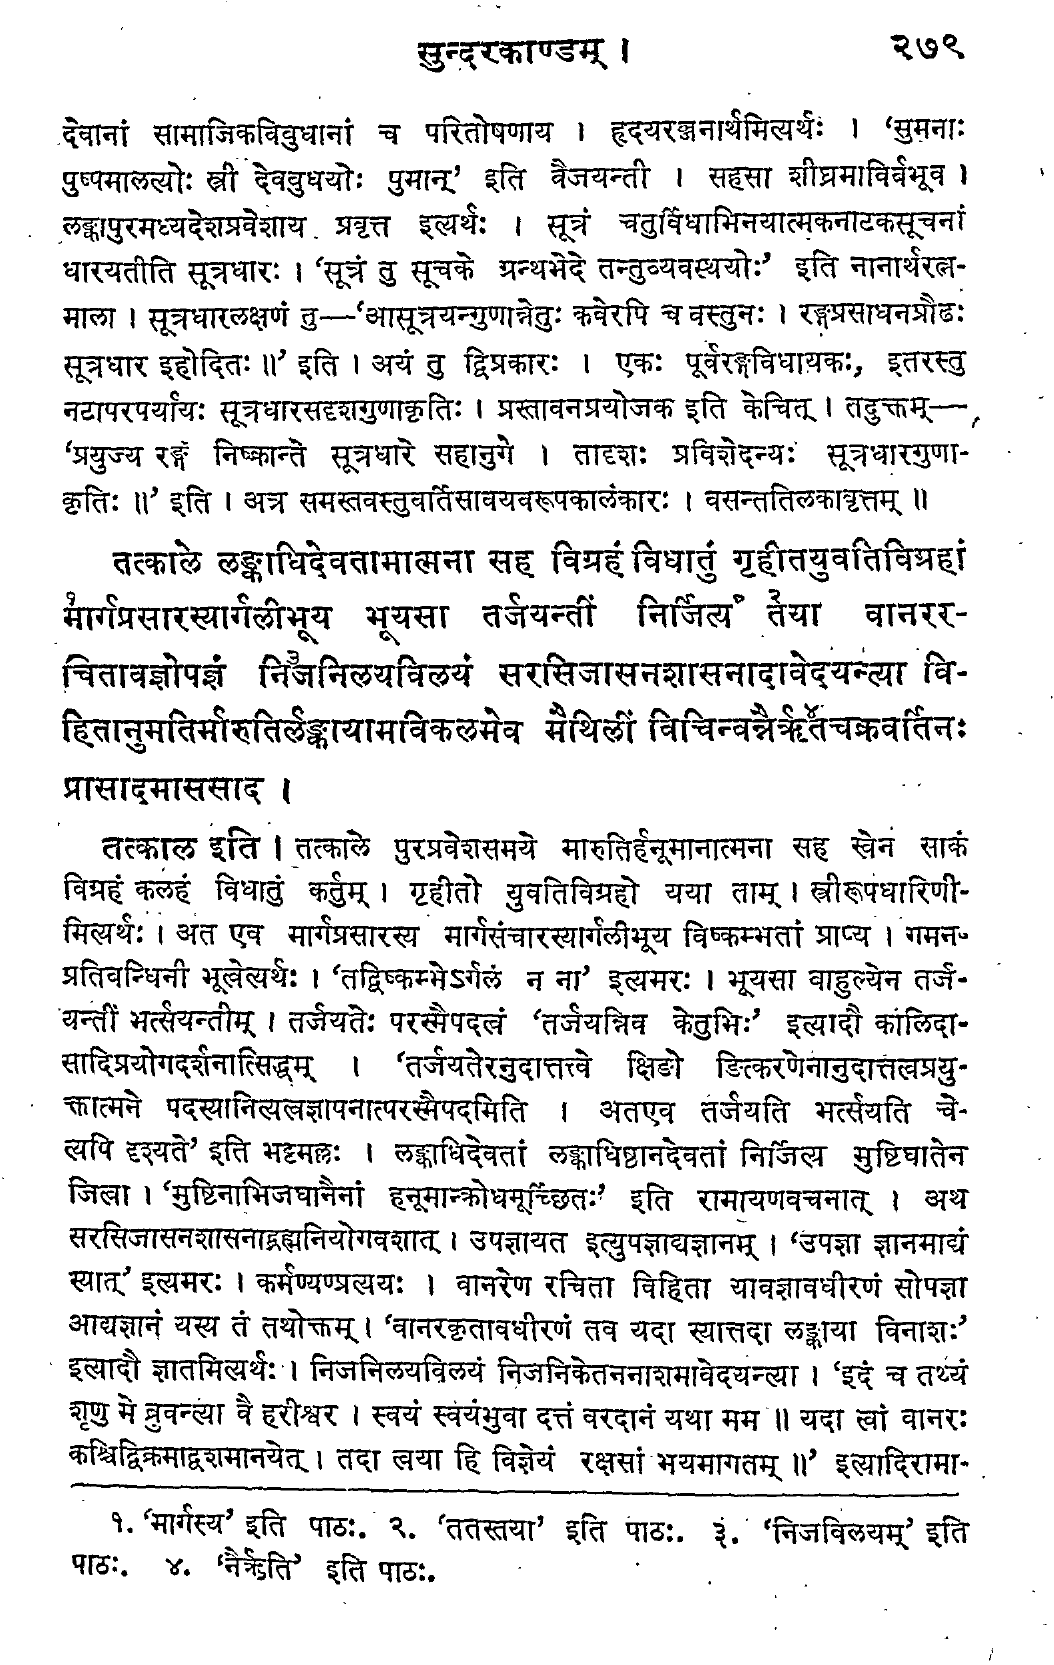 सुन्दरकाण्डम् ।
२७९
देवानां सामाजिकविबुधानां च परितोषणाय । हृदयरञ्जनार्थमित्यर्थः । ‘सुमनाः
पुष्पमालत्योः स्त्री देवबुधयोः पुमान्’ इति वैजयन्ती । सहसा शीघ्रमाविर्बभूव ।
लङ्कापुरमध्यदेशप्रवेशाय प्रवृत्त इत्यर्थः । सूत्रं चतुर्विधाभिनयात्मकनाटकसूचनां
धारयतीति सूत्रधारः । ‘सूत्रं तु सूचके ग्रन्थभेदे तन्तुव्यवस्थयोः’ इति नानार्थरत्न-
माला । सूत्रधारलक्षणं तु—‘आसूत्रयन्गुणान्नेतुः कवेरपि च वस्तुनः । रङ्गप्रसाधनप्रौढः
सूत्रधार इहोदितः ॥’ इति । अयं तु द्विप्रकारः । एकः पूर्वरङ्गविधायकः, इतरस्तु
नटापरपर्यायः सूत्रधारसदृशगुणाकृतिः । प्रस्तावनप्रयोजक इति केचित् । तदुक्तम्—
‘प्रयुज्य रङ्गं निष्क्रान्ते सूत्रधारे सहानुगे । तादृशः प्रविशेदन्यः सूत्रधारगुणा-
कृतिः ॥’ इति । अत्र समस्तवस्तुवर्तिसावयवरूपकालंकारः । वसन्ततिलकावृत्तम् ॥
तत्काले लङ्काधिदेवतामात्मना सह विग्रहं विधातुं गृहीतयुवतिविग्रहां
मार्गप्रसारस्यार्गलीभूय भूयसा तर्जयन्तीं निर्जित्य तया वानरर-
चितावज्ञोपज्ञं निजनिलयविलयं सरसिजासनशासनादावेदयन्त्या वि-
हितानुमतिर्मारुतिर्लङ्कायामविकलमेव मैथिलीं विचिन्वन्नैर्ऋतचक्रवर्तिनः
प्रासादमाससाद ।
तत्काल इति । तत्काले पुरप्रवेशसमये मारुतिर्हनूमानात्मना सह स्वेन साकं
विग्रहं कलहं विधातुं कर्तुम् । गृहीतो युवतिविग्रहो यया ताम् । स्त्रीरूपधारिणी-
मित्यर्थः । अत एव मार्गप्रसारस्य मार्गसंचारस्यार्गलीभूय विष्कम्भतां प्राप्य । गमन-
प्रतिबन्धिनी भूत्वेत्यर्थः । ‘तद्विष्कम्भेऽर्गलं न ना’ इत्यमरः । भूयसा बाहुल्येन तर्ज-
यन्तीं भर्त्सयन्तीम् । तर्जयतेः परस्मैपदत्वं ‘तर्जयन्निव केतुभिः’ इत्यादौ कालिदा-
सादिप्रयोगदर्शनात्सिद्धम् । ‘तर्जयतेरनुदात्तत्त्वे क्षिङो ङित्करणेनानुदात्तत्वप्रयु-
क्तात्मने पदस्यानित्यत्वज्ञापनात्परस्मैपदमिति । अतएव तर्जयति भर्त्सयति चे-
त्यपि दृश्यते’ इति भट्टमल्लः । लङ्काधिदेवतां लङ्काधिष्ठानदेवतां निर्जित्य मुष्टिघातेन
जित्वा । ‘मुष्टिनाभिजघानैनां हनूमान्क्रोधमूर्च्छितः’ इति रामायणवचनात् । अथ
सरसिजासनशासनाद्ब्रह्मनियोगवशात् । उपज्ञायत इत्युपज्ञाद्यज्ञानम् । ‘उपज्ञा ज्ञानमाद्यं
स्यात्’ इत्यमरः । कर्मण्यण्प्रत्ययः । वानरेण रचिता विहिता यावज्ञावधीरणं सोपज्ञा
आद्यज्ञानं यस्य तं तथोक्तम् । ‘वानरकृतावधीरणं तव यदा स्यात्तदा लङ्काया विनाशः’
इत्यादौ ज्ञातमित्यर्थः । निजनिलयविलयं निजनिकेतननाशमावेदयन्त्या । ‘इदं च तथ्यं
शृणु मे ब्रुवन्त्या वै हरीश्वर । स्वयं स्वयंभुवा दत्तं वरदानं यथा मम ॥ यदा त्वां वानरः
कश्चिद्विक्रमाद्वशमानयेत् । तदा त्वया हि विज्ञेयं रक्षसां भयमागतम् ॥’ इत्यादिरामा-
१. ‘मार्गस्य’ इति पाठः. २. ‘ततस्तया’ इति पाठः. ३. ‘निजविलयम्’ इति
पाठः. ४. ‘नैर्ऋति’ इति पाठः.